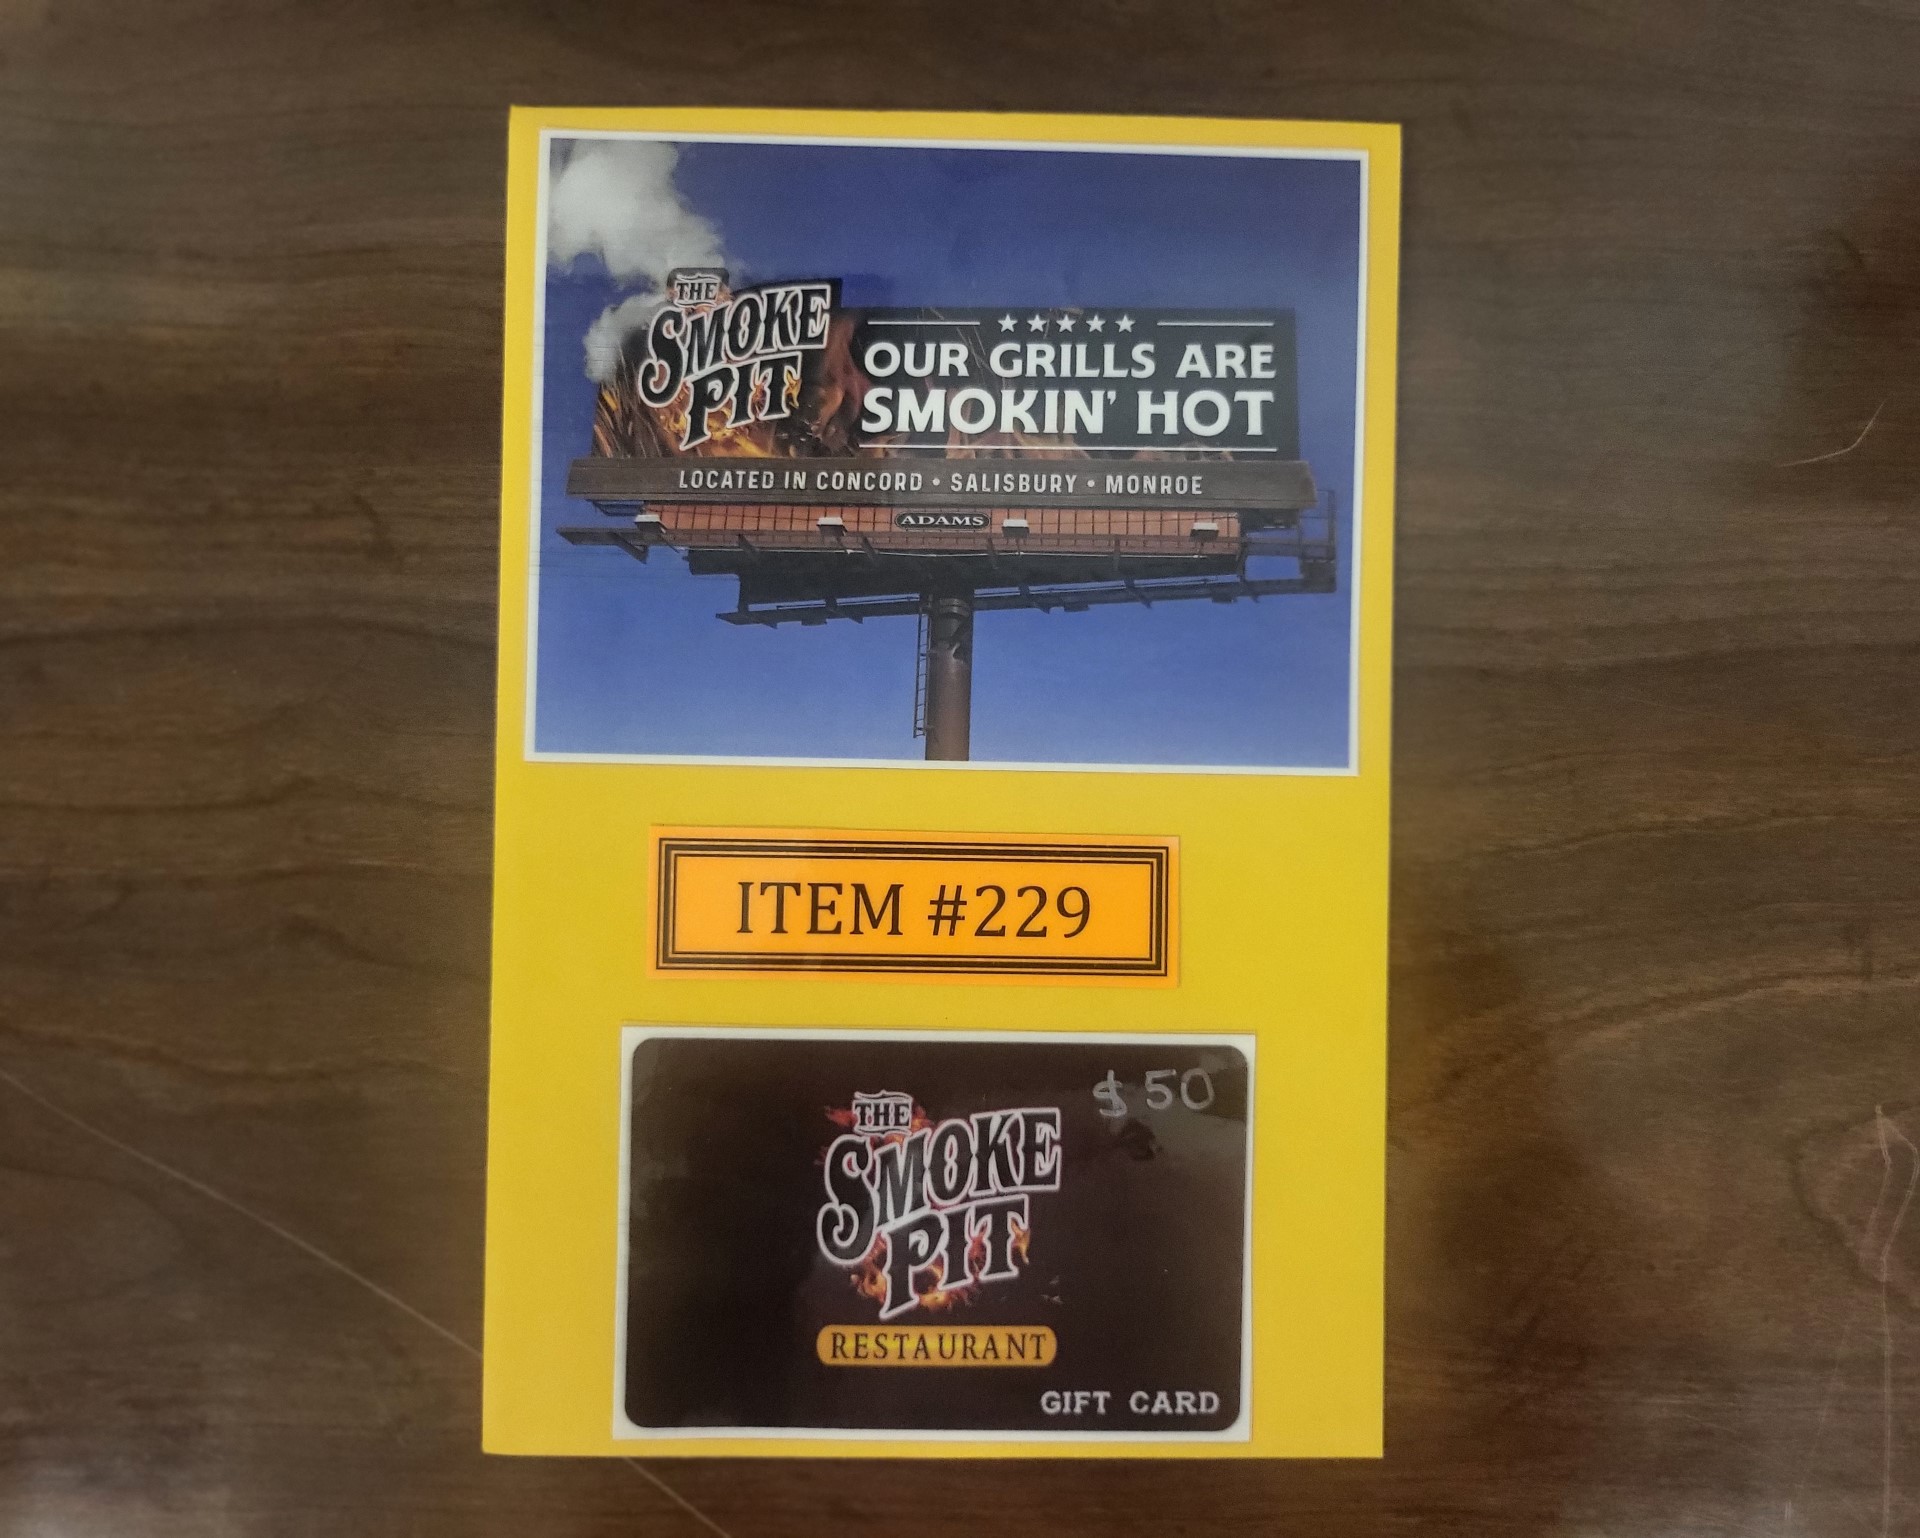 THE
SMOKE
PIT
★★★★★
OUR GRILLS ARE
SMOKIN' HOT
LOCATED IN CONCORD • SALISBURY • MONROE
ADAMS
ITEM #229
$50
THE
SMOKE
PIT
RESTAURANT
GIFT CARD